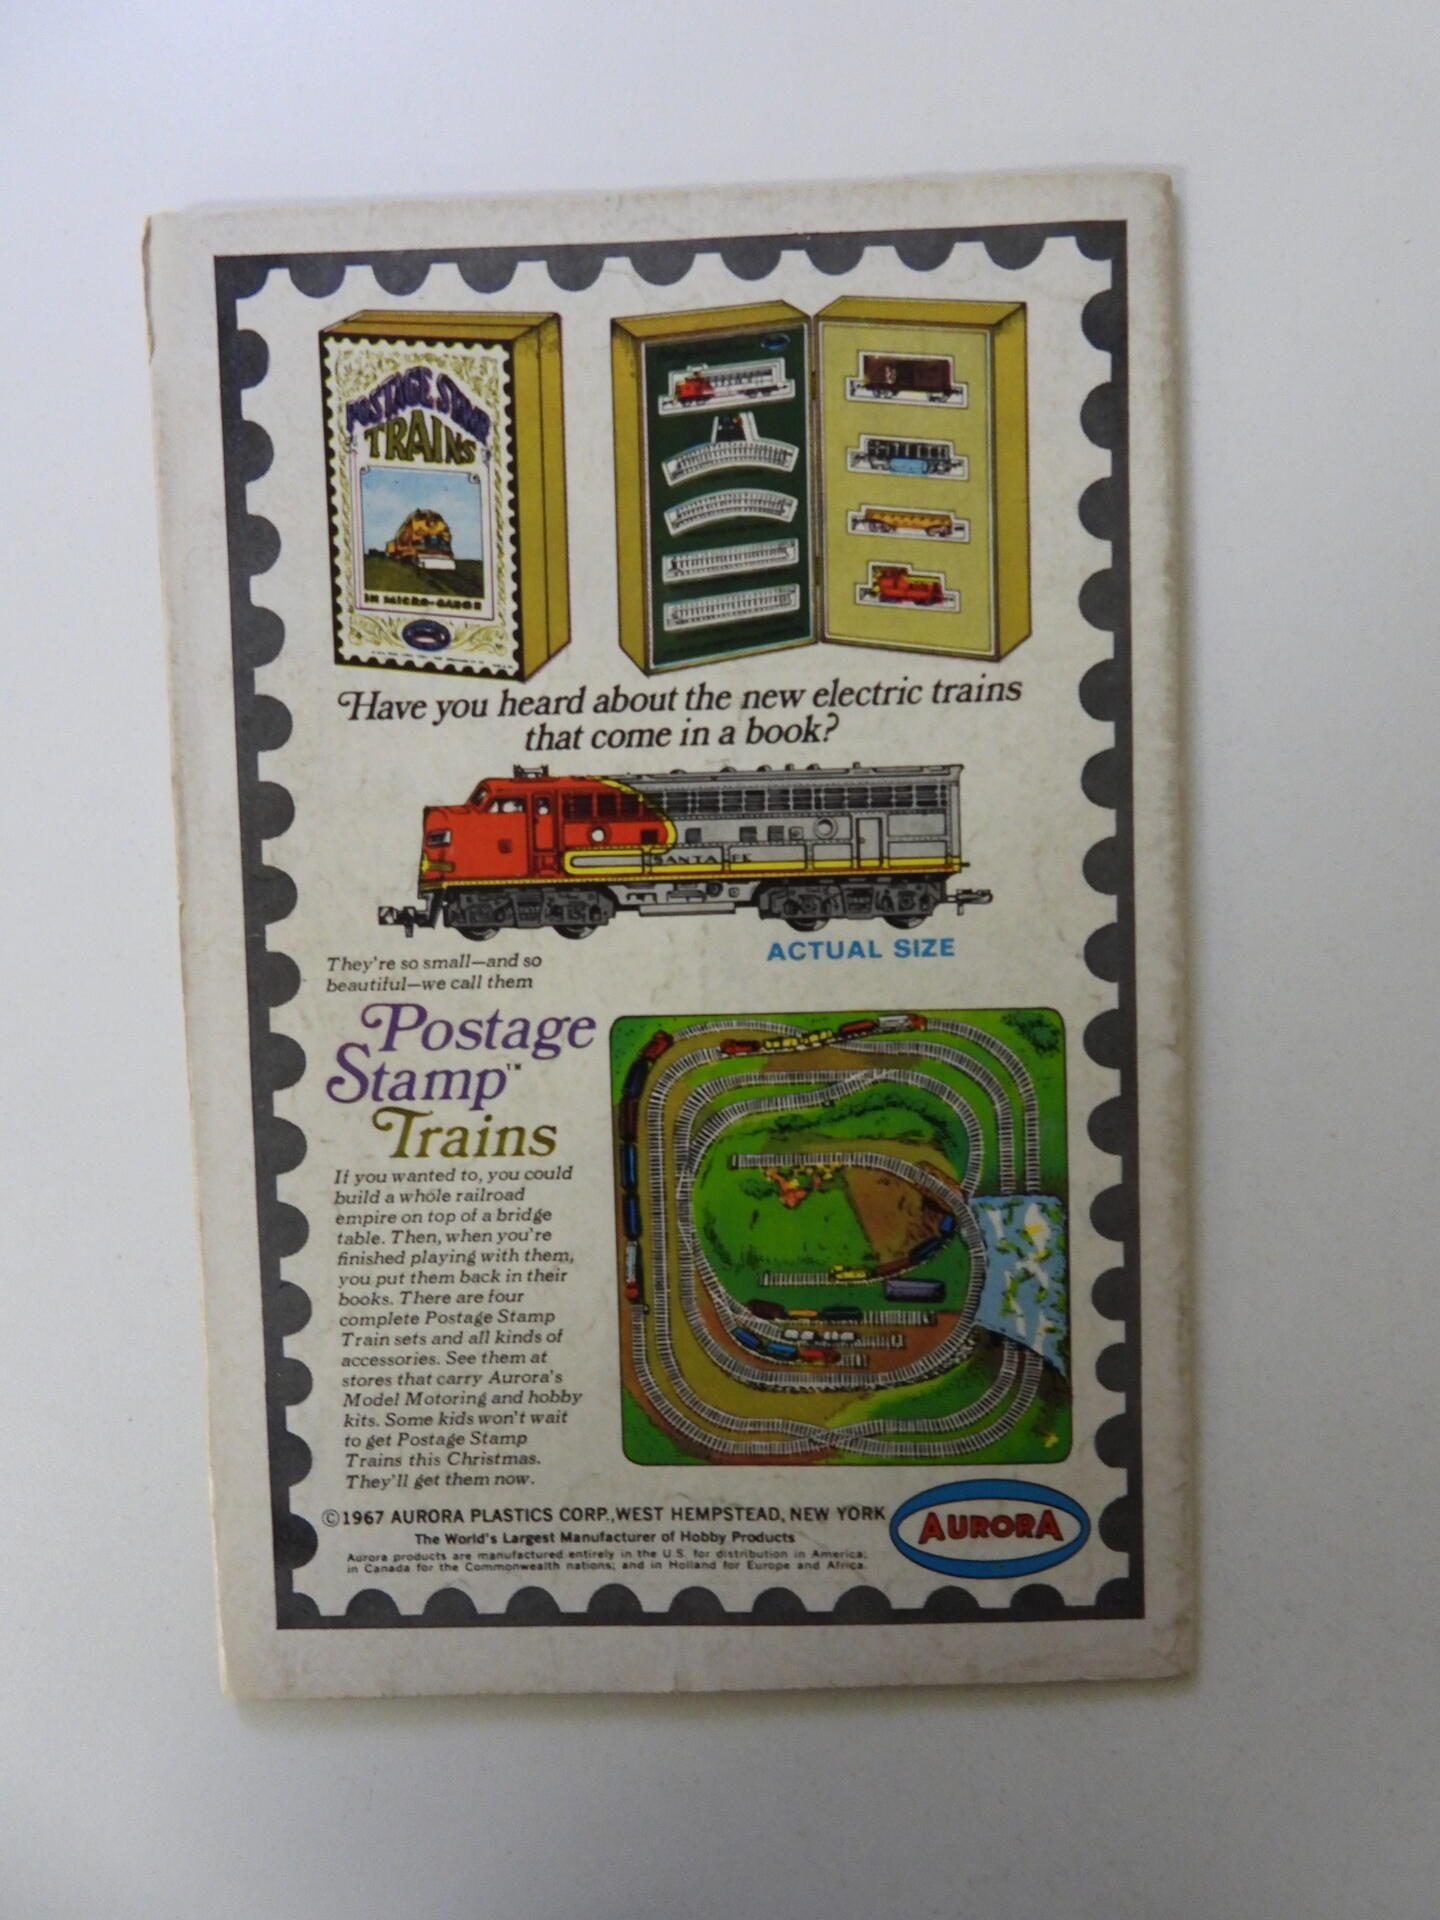 POSTAGE STAMP
TRAINS
IN MICRO-GAUGE
Have you heard about the new electric trains
that come in a book?
SANTA FE
ACTUAL SIZE
They're so small—and so
beautiful—we call them
Postage
Stamp™
Trains
If you wanted to, you could
build a whole railroad
empire on top of a bridge
table. Then, when you're
finished playing with them,
you put them back in their
books. There are four
complete Postage Stamp
Train sets and all kinds of
accessories. See them at
stores that carry Aurora's
Model Motoring and hobby
kits. Some kids won't wait
to get Postage Stamp
Trains this Christmas.
They'll get them now.
©1967 AURORA PLASTICS CORP., WEST HEMPSTEAD, NEW YORK
The World's Largest Manufacturer of Hobby Products
Aurora products are manufactured entirely in the U.S. for distribution in America;
in Canada for the Commonwealth nations; and in Holland for Europe and Africa.
AURORA